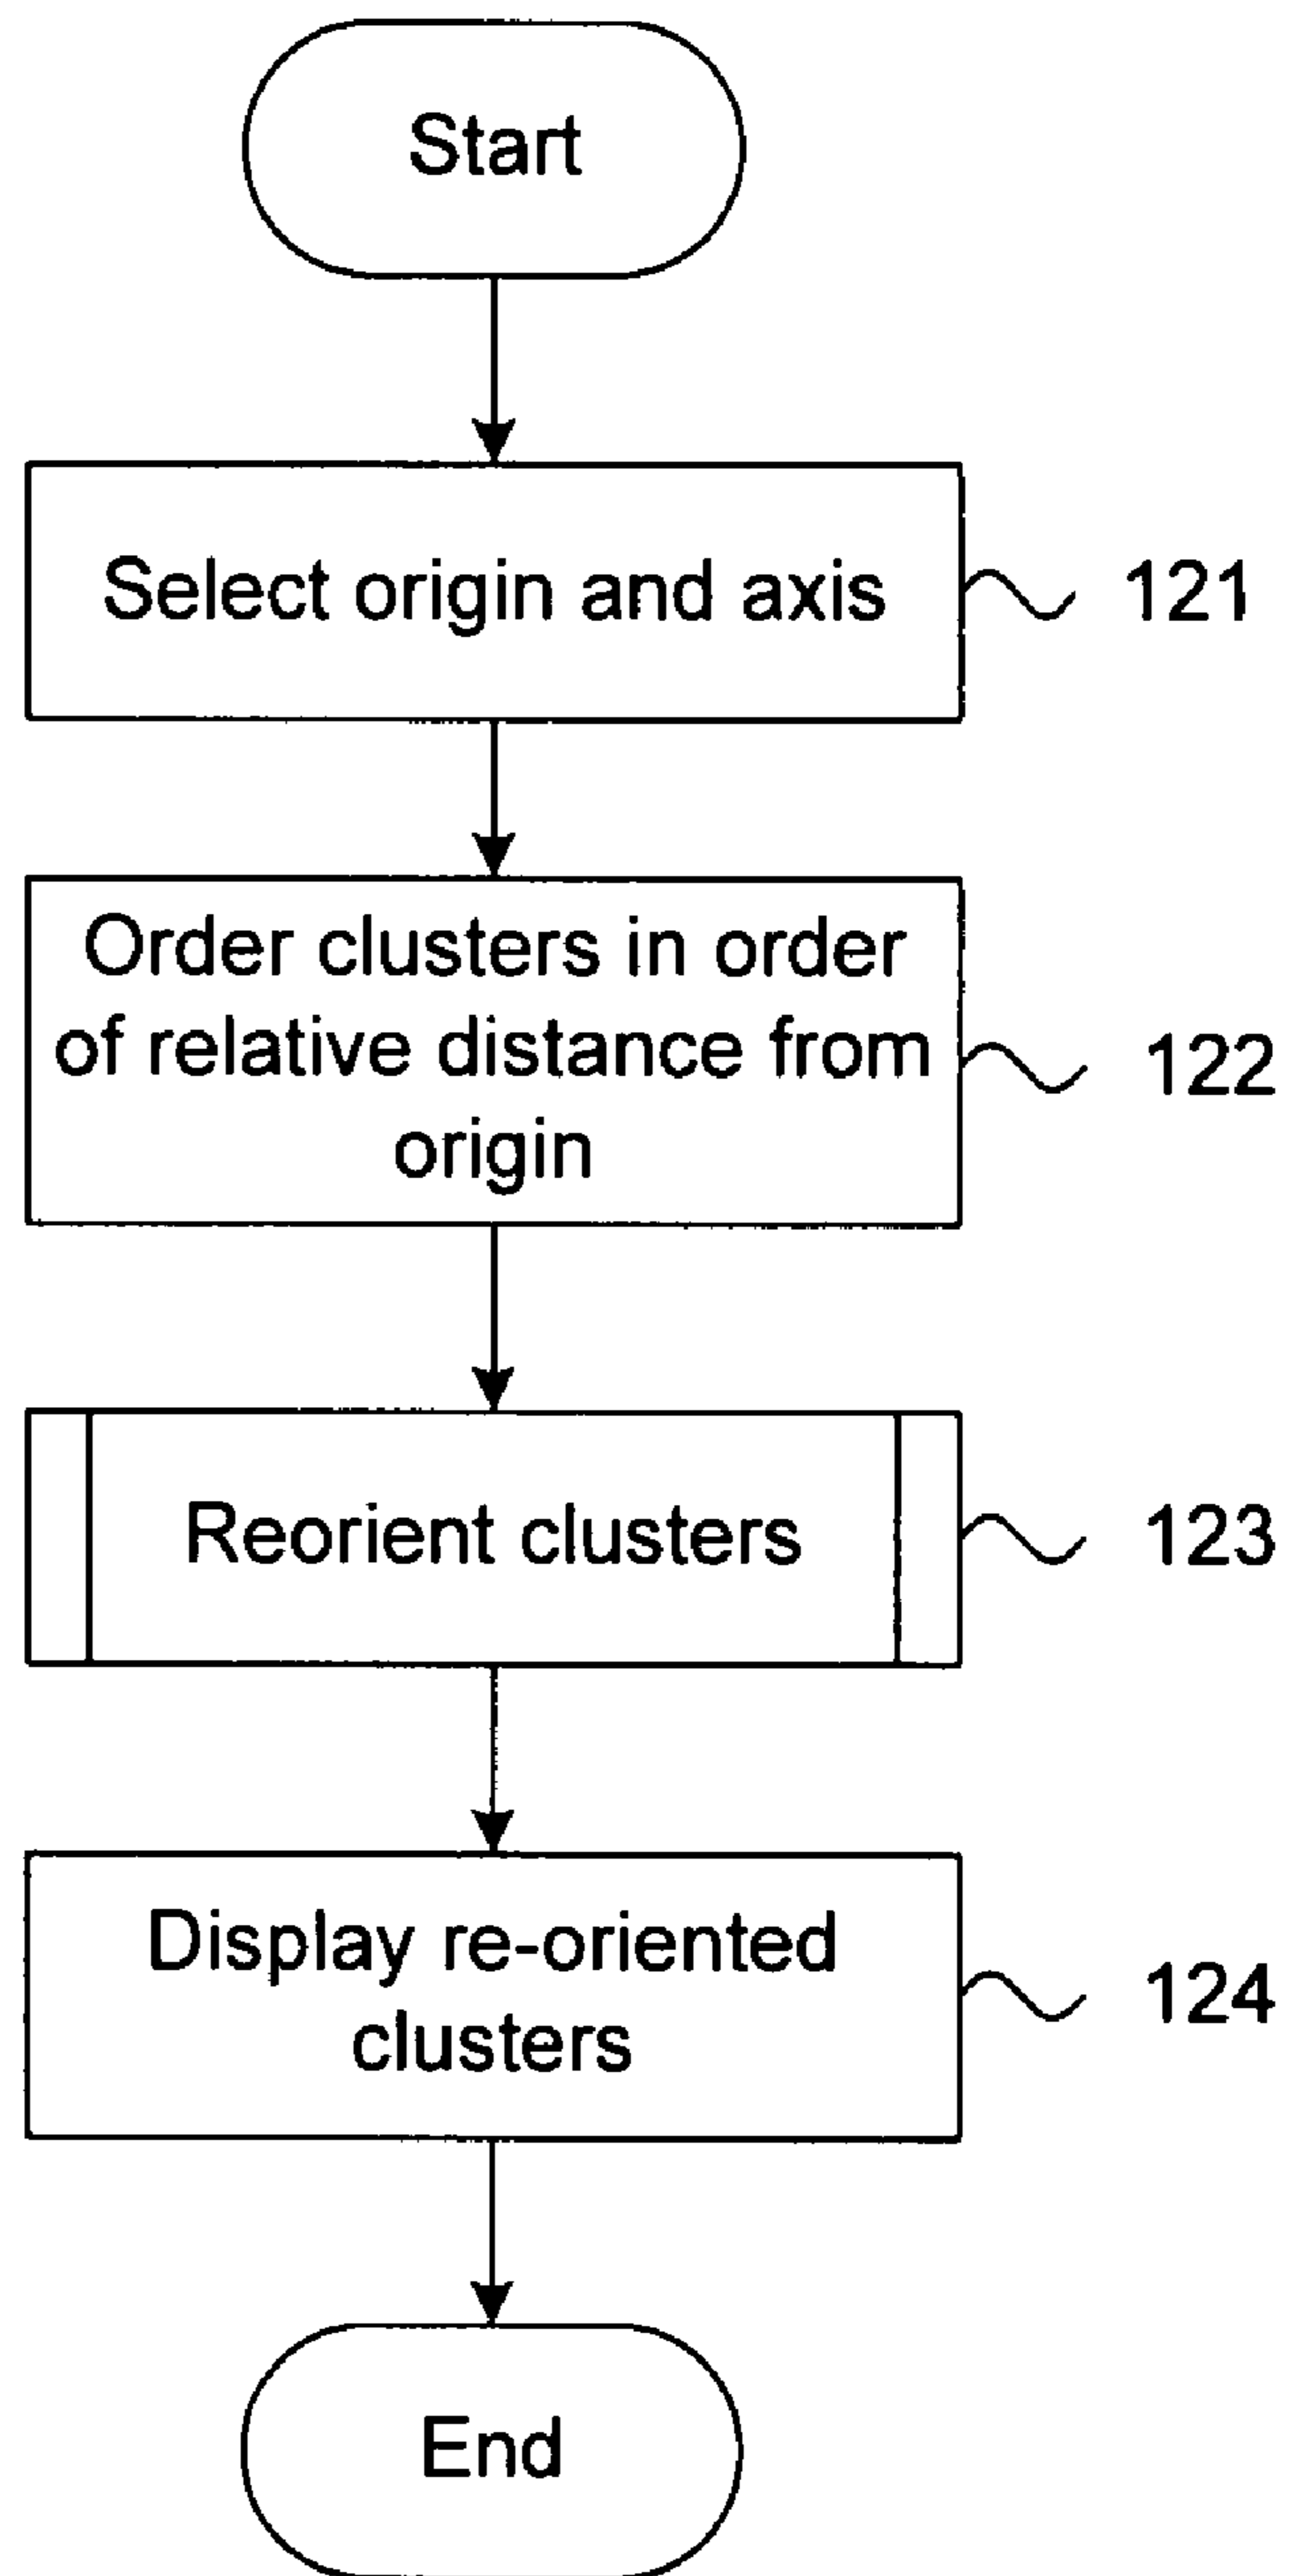 Start
Select origin and axis
121
Order clusters in order
of relative distance from
origin
122
Reorient clusters
123
Display re-oriented
clusters
124
End